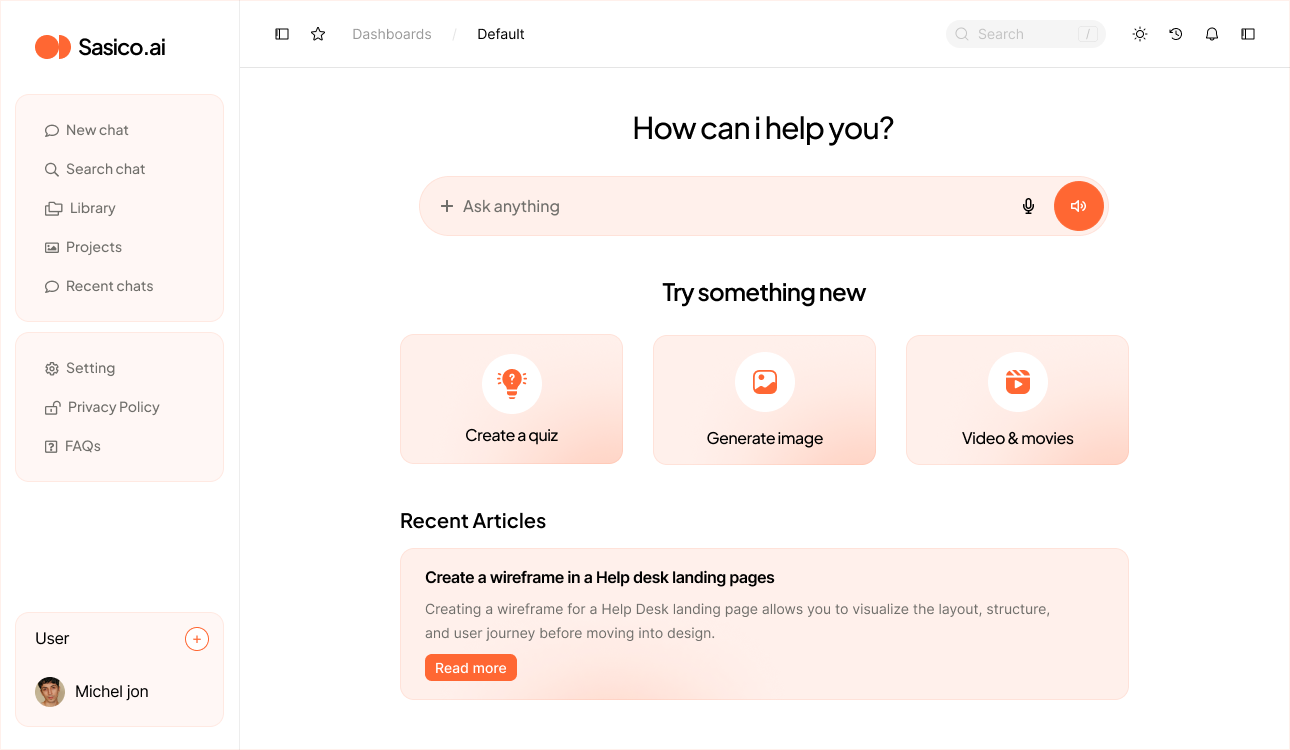 Sasico.ai
New chat
Search chat
Library
Projects
Recent chats
Setting
Privacy Policy
FAQs
User
Michel jon
Dashboards / Default
Search /
How can i help you?
Ask anything
Try something new
Create a quiz
Generate image
Video & movies
Recent Articles
Create a wireframe in a Help desk landing pages
Creating a wireframe for a Help Desk landing page allows you to visualize the layout, structure,
and user journey before moving into design.
Read more